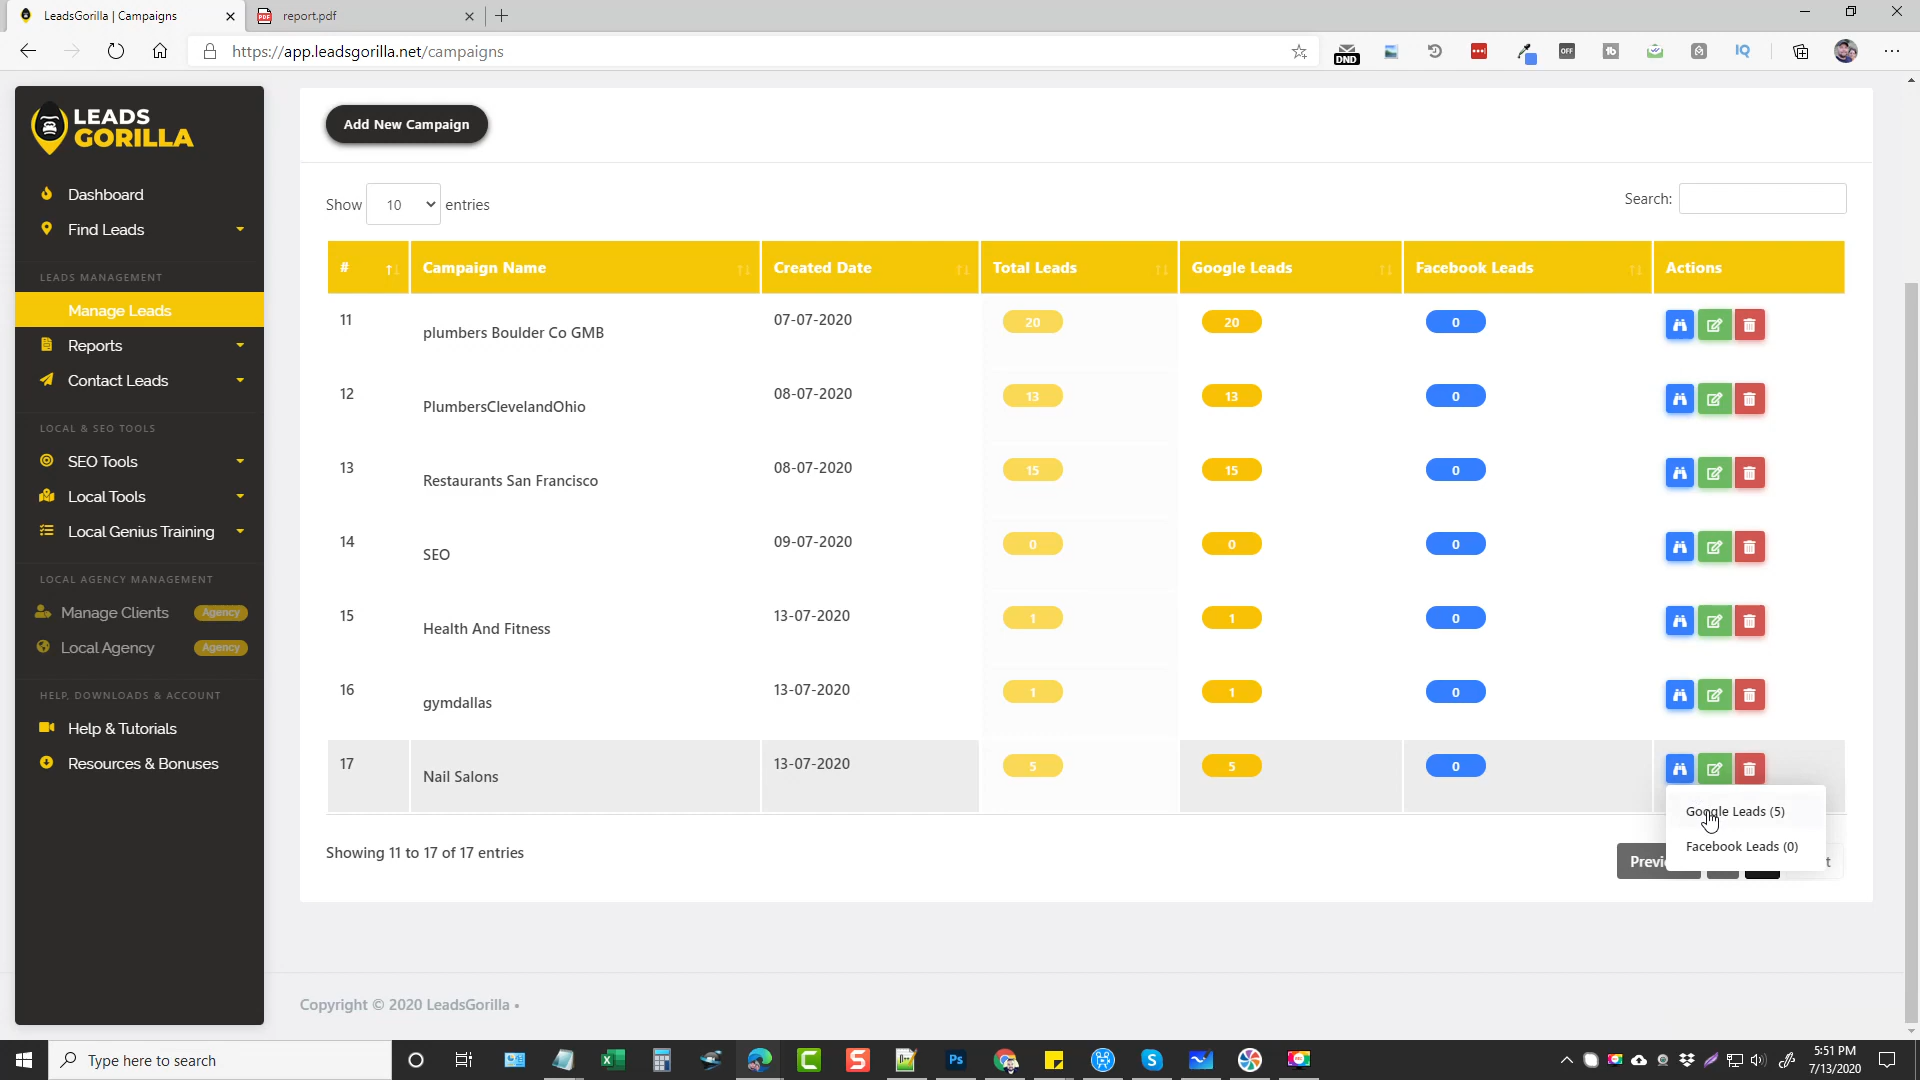 LeadsGorilla | Campaigns
report.pdf
https://app.leadsgorilla.net/campaigns
DND
OFF
IQ
LEADS
GORILLA
Dashboard
Find Leads
LEADS MANAGEMENT
Manage Leads
Reports
Contact Leads
LOCAL & SEO TOOLS
SEO Tools
Local Tools
Local Genius Training
LOCAL AGENCY MANAGEMENT
Manage Clients Agency
Local Agency Agency
HELP, DOWNLOADS & ACCOUNT
Help & Tutorials
Resources & Bonuses
Add New Campaign
Show 10 entries
Search:
# Campaign Name Created Date Total Leads Google Leads Facebook Leads Actions
11 plumbers Boulder Co GMB 07-07-2020 20 20 0
12 PlumbersClevelandOhio 08-07-2020 13 13 0
13 Restaurants San Francisco 08-07-2020 15 15 0
14 SEO 09-07-2020 0 0 0
15 Health And Fitness 13-07-2020 1 1 0
16 gymdallas 13-07-2020 1 1 0
17 Nail Salons 13-07-2020 5 5 0
Google Leads (5)
Facebook Leads (0)
Showing 11 to 17 of 17 entries
Copyright © 2020 LeadsGorilla •
Type here to search
Ps
5:51 PM
7/13/2020